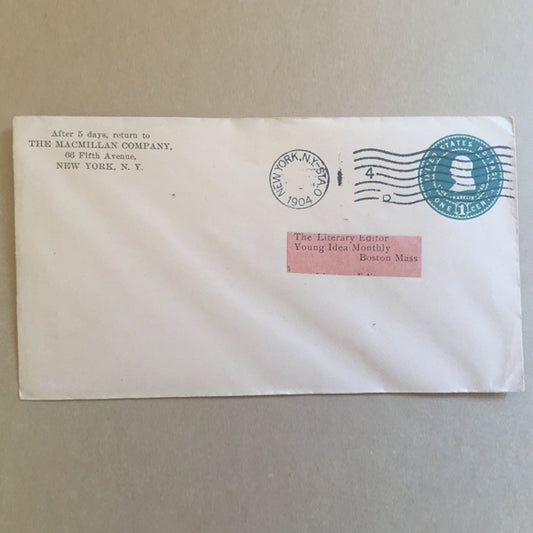 After 5 days, return to
THE MACMILLAN COMPANY,
66 Fifth Avenue,
NEW YORK, N. Y.
NEW YORK, N.Y.-STA. O
1904
4
D
UNITED STATES POSTAGE
FRANKLIN
ONE 1 CENT
The Literary Editor
Young Idea Monthly
Boston Mass